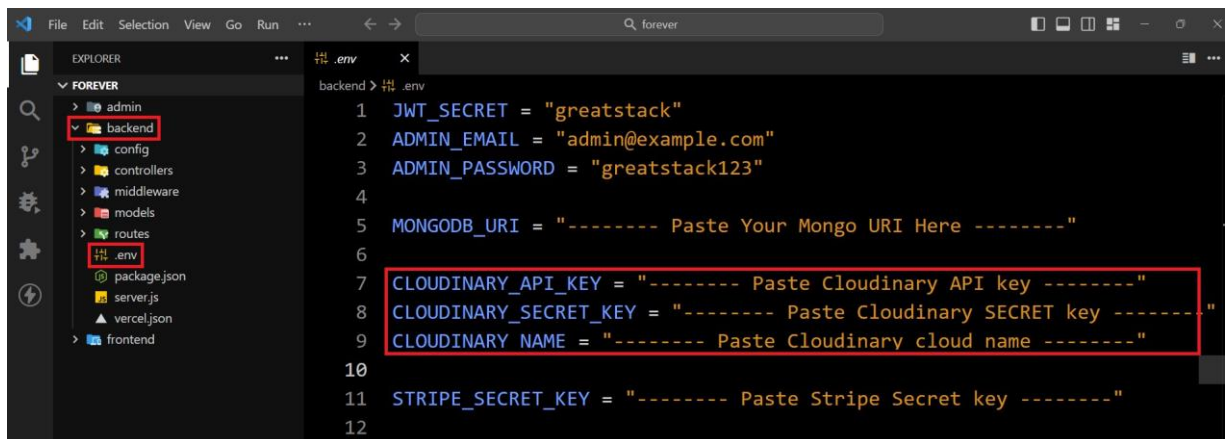 File Edit Selection View Go Run ··· forever
EXPLORER ···
FOREVER
admin
backend
config
controllers
middleware
models
routes
.env
package.json
server.js
vercel.json
frontend
.env
backend > .env
1 JWT_SECRET = "greatstack"
2 ADMIN_EMAIL = "admin@example.com"
3 ADMIN_PASSWORD = "greatstack123"
4
5 MONGODB_URI = "-------- Paste Your Mongo URI Here --------"
6
7 CLOUDINARY_API_KEY = "-------- Paste Cloudinary API key --------"
8 CLOUDINARY_SECRET_KEY = "-------- Paste Cloudinary SECRET key --------"
9 CLOUDINARY_NAME = "-------- Paste Cloudinary cloud name --------"
10
11 STRIPE_SECRET_KEY = "-------- Paste Stripe Secret key --------"
12